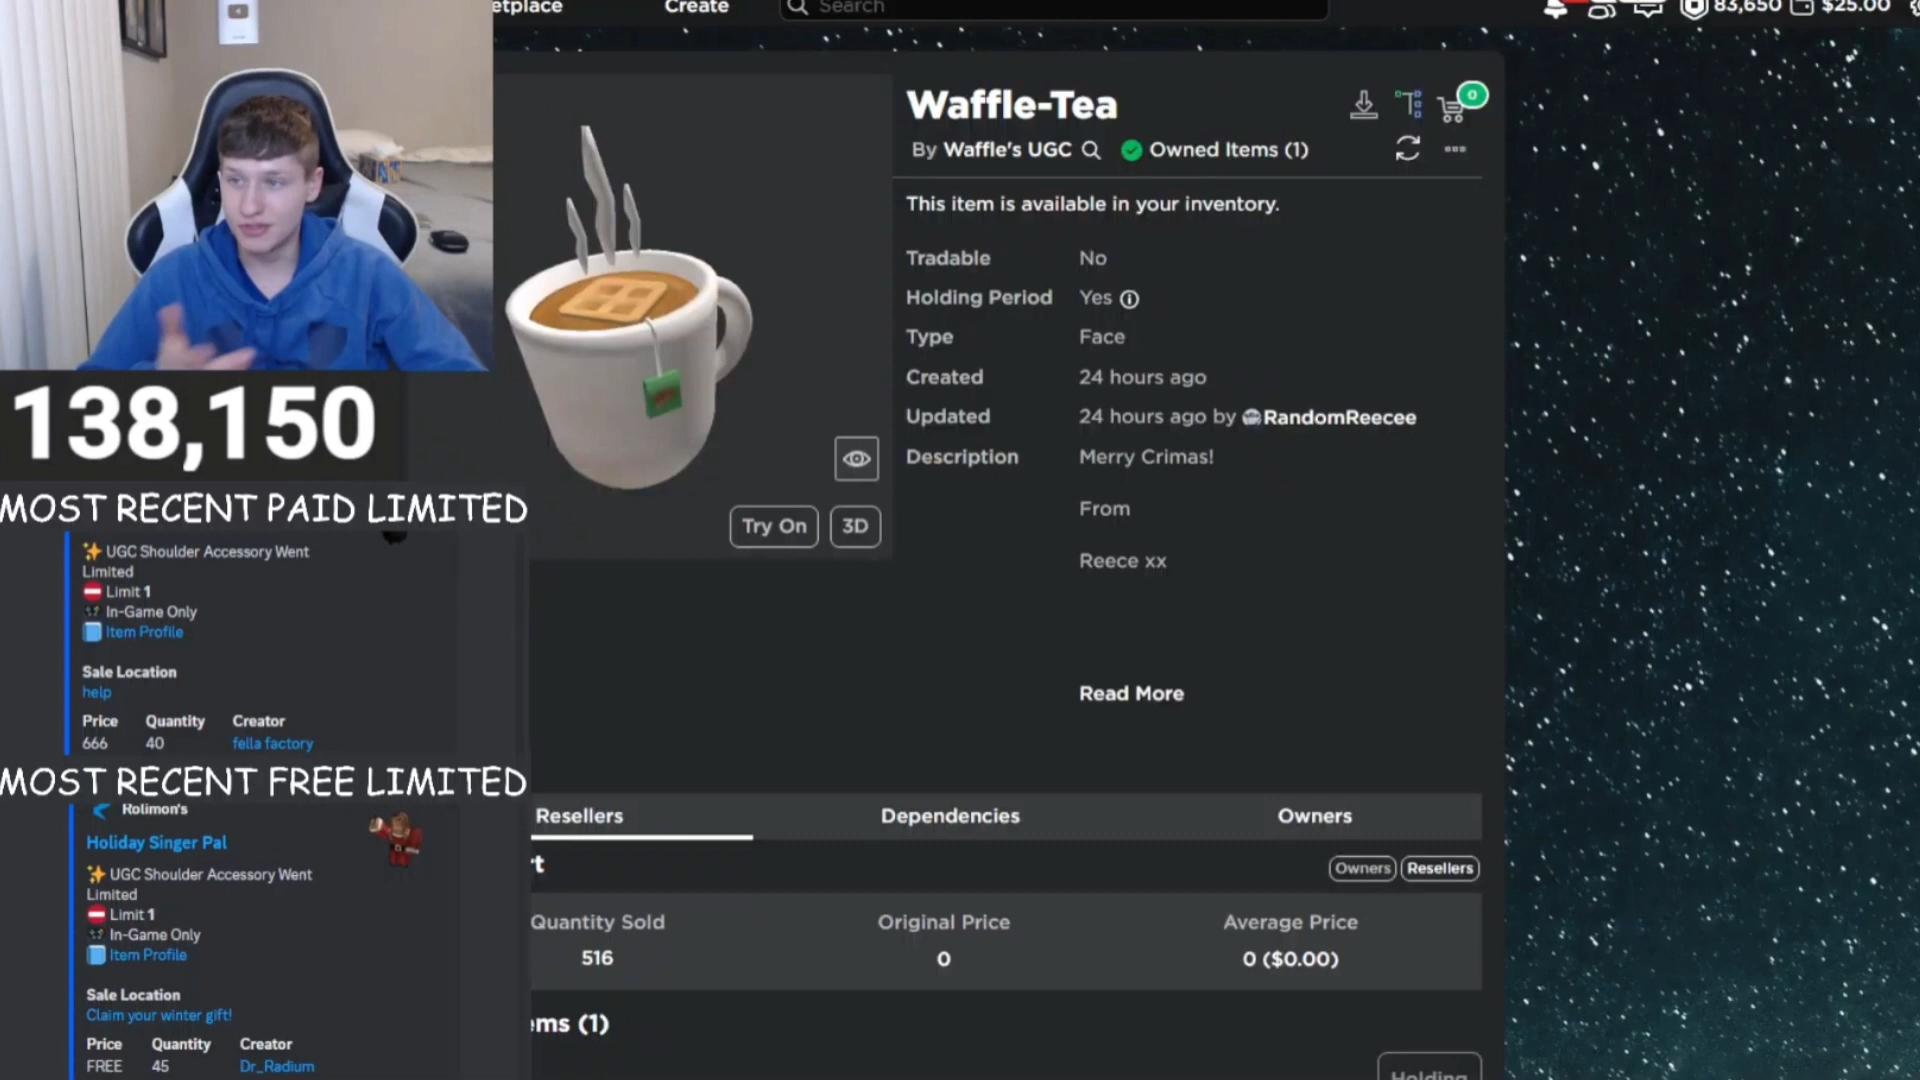 etplace
Create
Search
83,650
$25.00
Waffle-Tea
0
By Waffle's UGC
Owned Items (1)
This item is available in your inventory.
Tradable No
Holding Period Yes
Type Face
Created 24 hours ago
Updated 24 hours ago by RandomReecee
Description Merry Crimas!
From
Reece xx
Read More
Try On
3D
138,150
MOST RECENT PAID LIMITED
UGC Shoulder Accessory Went
Limited
Limit 1
In-Game Only
Item Profile
Sale Location
help
Price Quantity Creator
666 40 fella factory
MOST RECENT FREE LIMITED
Rolimon's
Holiday Singer Pal
UGC Shoulder Accessory Went
Limited
Limit 1
In-Game Only
Item Profile
Sale Location
Claim your winter gift!
Price Quantity Creator
FREE 45 Dr_Radium
Resellers
Dependencies
Owners
rt
Owners
Resellers
Quantity Sold Original Price Average Price
516 0 0 ($0.00)
ems (1)
Holding